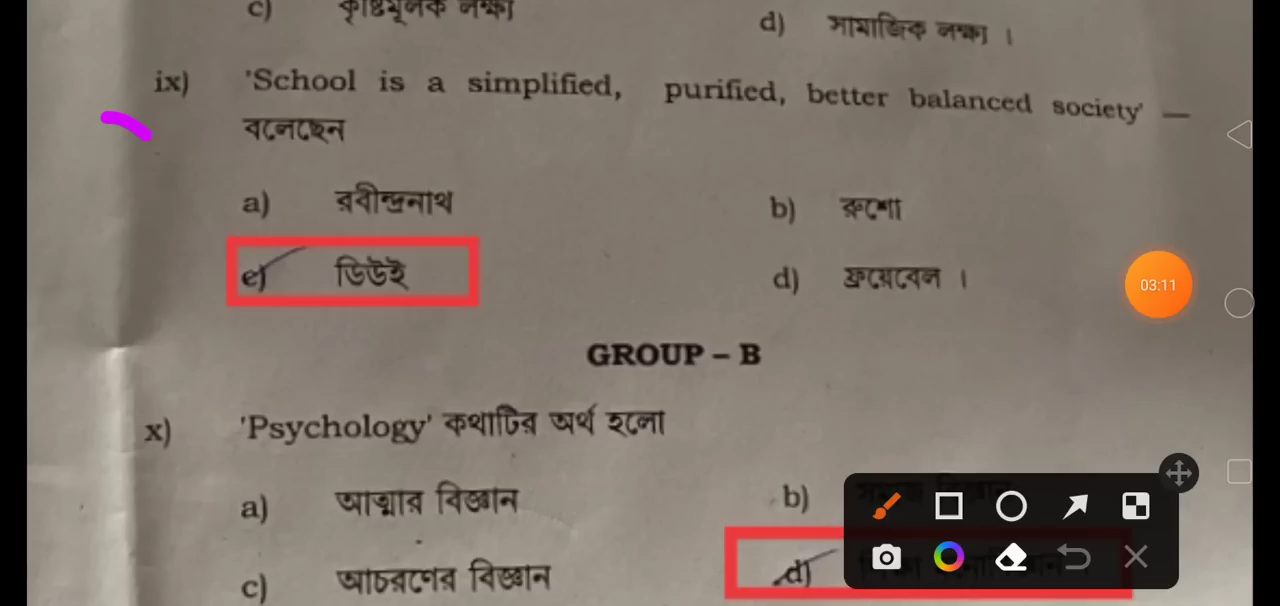 c) কৃষ্টিমূলক লক্ষ্য
d) সামাজিক লক্ষ্য ।
ix) 'School is a simplified, purified, better balanced society' —
বলেছেন
a) রবীন্দ্রনাথ
b) রুশো
c) ডিউই
d) ফ্রয়েবেল ।
03:11
GROUP – B
x) 'Psychology' কথাটির অর্থ হলো
a) আত্মার বিজ্ঞান
b)
c) আচরণের বিজ্ঞান
d)